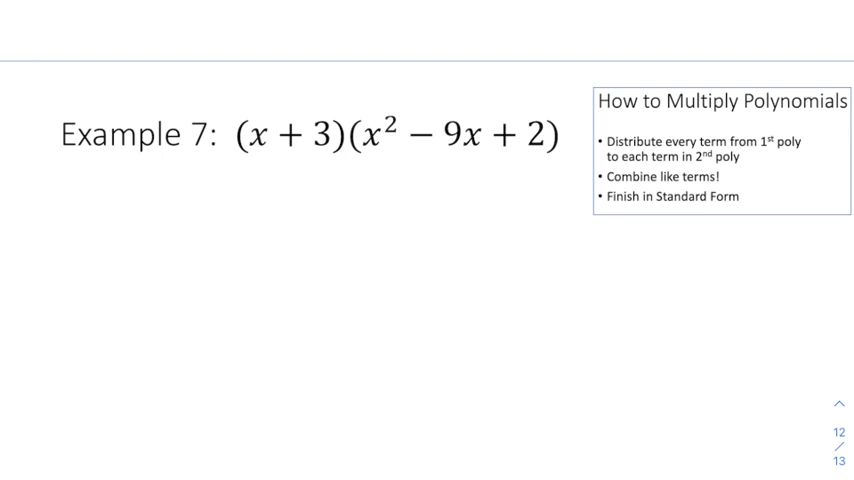 Example 7: (x + 3)(x² − 9x + 2)
How to Multiply Polynomials
• Distribute every term from 1st poly
to each term in 2nd poly
• Combine like terms!
• Finish in Standard Form
12
/
13